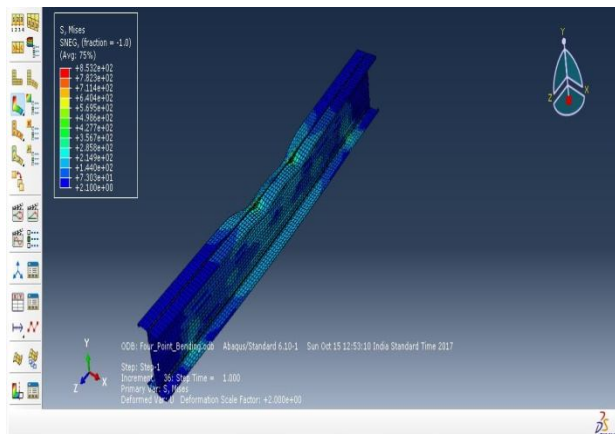 S, Mises
SNEG, (fraction = -1.0)
(Avg: 75%)
+8.532e+02
+7.823e+02
+7.114e+02
+6.404e+02
+5.695e+02
+4.986e+02
+4.277e+02
+3.567e+02
+2.858e+02
+2.149e+02
+1.440e+02
+7.303e+01
+2.100e+00
Y
Z X
ODB: Four_Point_Bending.odb Abaqus/Standard 6.10-1 Sun Oct 15 12:53:10 India Standard Time 2017
Step: Step-1
Increment 36: Step Time = 1.000
Primary Var: S, Mises
Deformed Var: U Deformation Scale Factor: +2.000e+00
Y
Z X